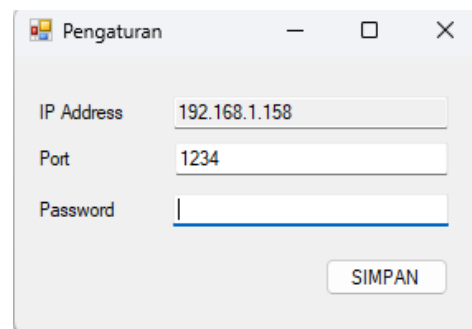 Pengaturan
IP Address 192.168.1.158
Port 1234
Password
SIMPAN